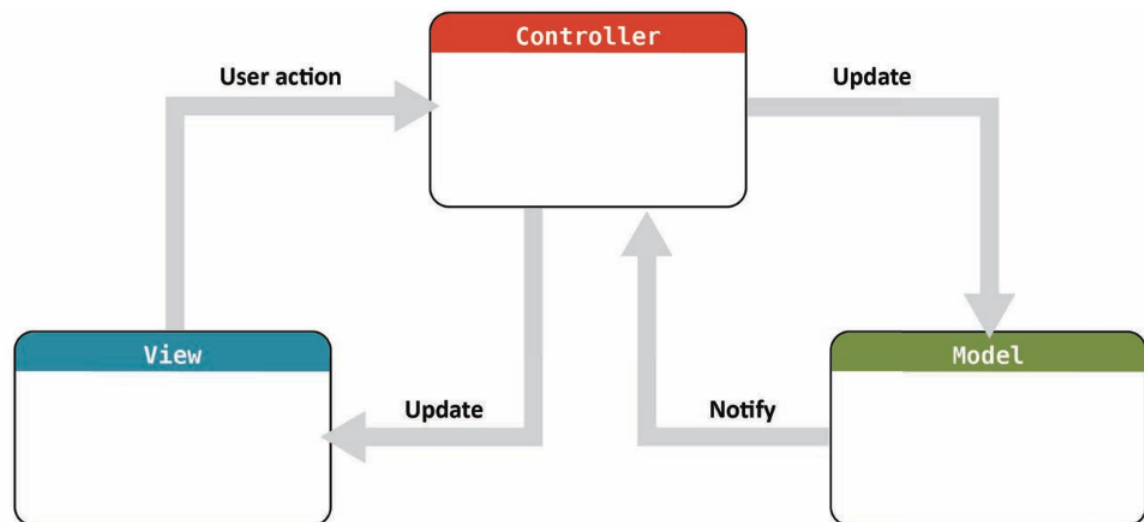 Controller
User action
Update
View
Model
Update
Notify